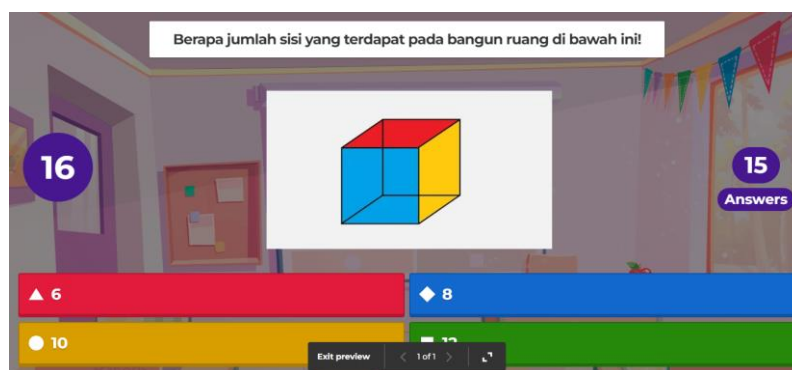 Berapa jumlah sisi yang terdapat pada bangun ruang di bawah ini!
16
15
Answers
6
8
10
12
Exit preview
1 of 1